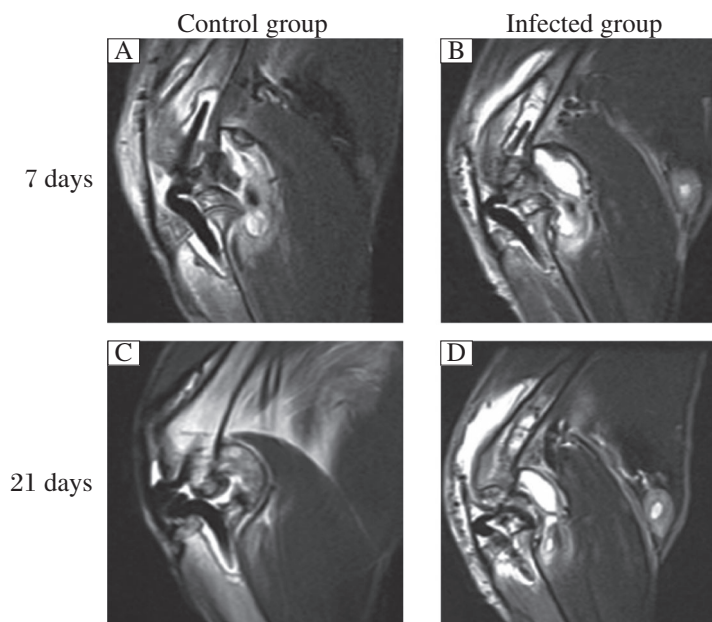 Control group
Infected group
A
B
7 days
C
D
21 days